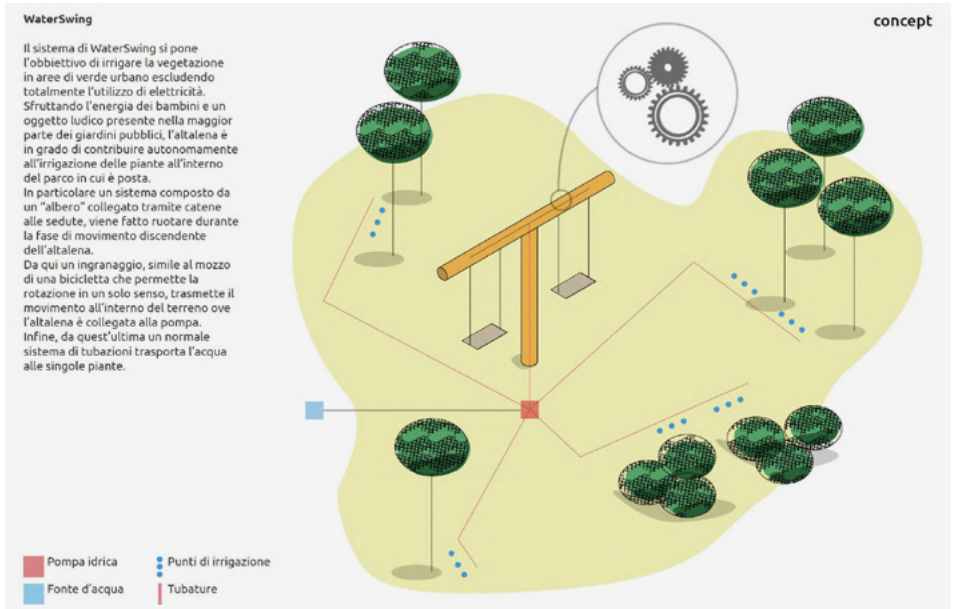 WaterSwing
concept
Il sistema di WaterSwing si pone
l'obbiettivo di irrigare la vegetazione
in aree di verde urbano escludendo
totalmente l'utilizzo di elettricità.
Sfruttando l'energia dei bambini e un
oggetto ludico presente nella maggior
parte dei giardini pubblici, l'altalena è
in grado di contribuire autonomamente
all'irrigazione delle piante all'interno
del parco in cui è posta.
In particolare un sistema composto da
un "albero" collegato tramite catene
alle sedute, viene fatto ruotare durante
la fase di movimento discendente
dell'altalena.
Da qui un ingranaggio, simile al mozzo
di una bicicletta che permette la
rotazione in un solo senso, trasmette il
movimento all'interno del terreno ove
l'altalena è collegata alla pompa.
Infine, da quest'ultima un normale
sistema di tubazioni trasporta l'acqua
alle singole piante.
Pompa idrica
Punti di irrigazione
Fonte d'acqua
Tubature